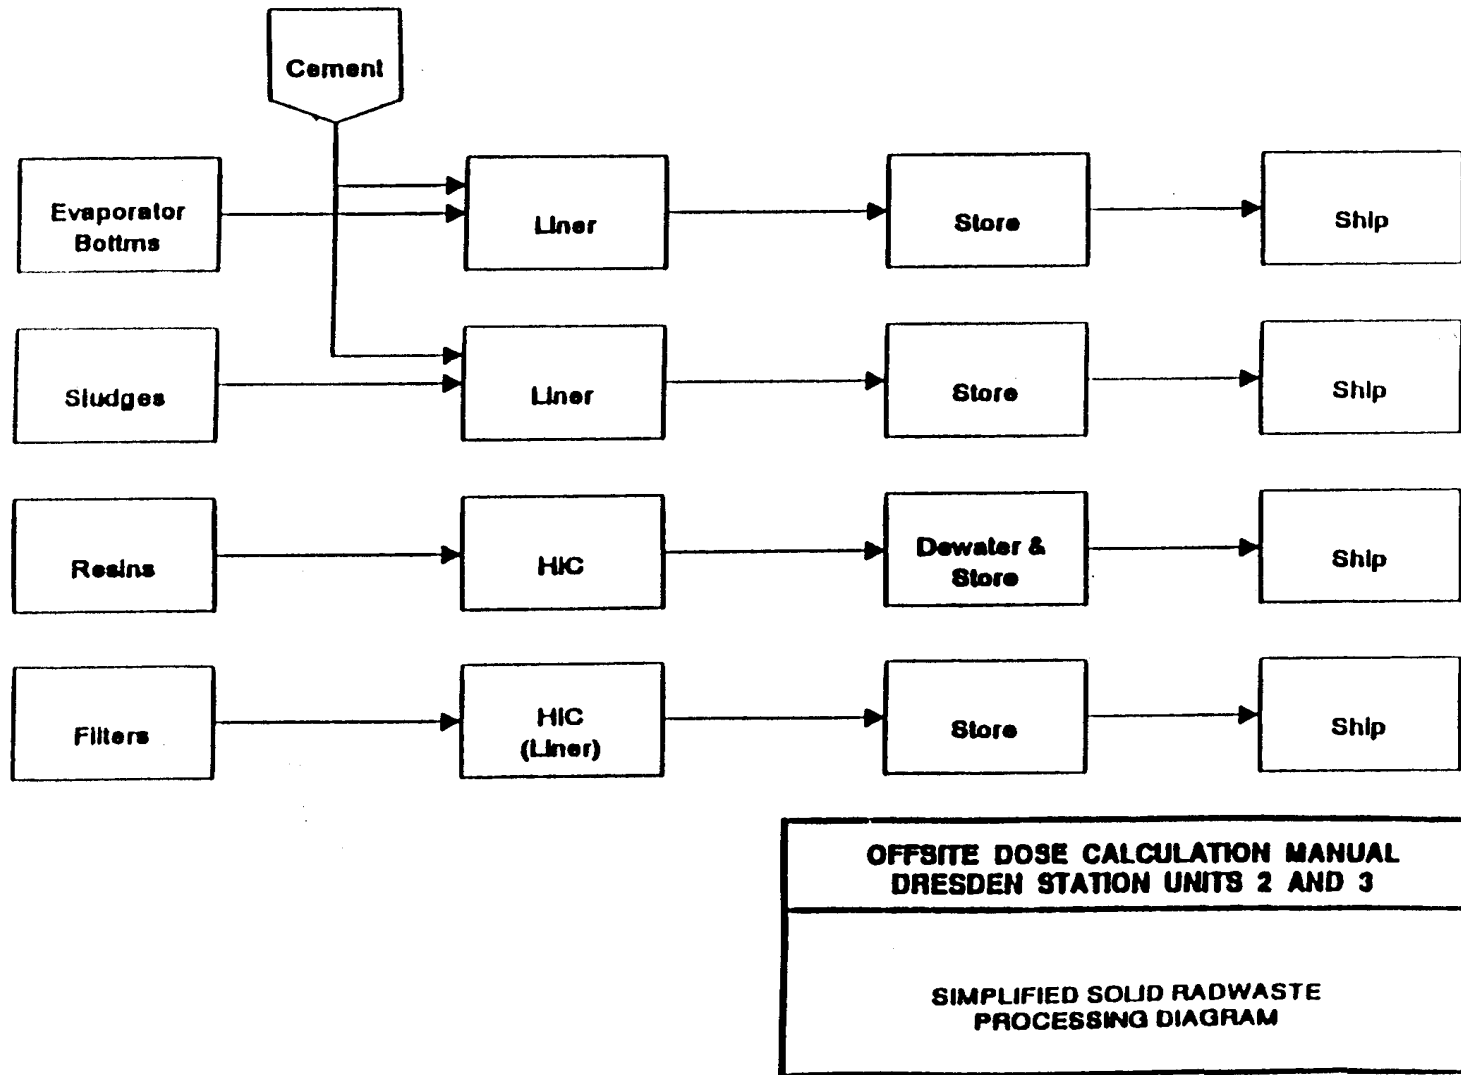 Cement
Evaporator
Bottms
Liner
Store
Ship
Sludges
Liner
Store
Ship
Resins
HIC
Dewater &
Store
Ship
Filters
HIC
(Liner)
Store
Ship
OFFSITE DOSE CALCULATION MANUAL
DRESDEN STATION UNITS 2 AND 3
SIMPLIFIED SOLID RADWASTE
PROCESSING DIAGRAM